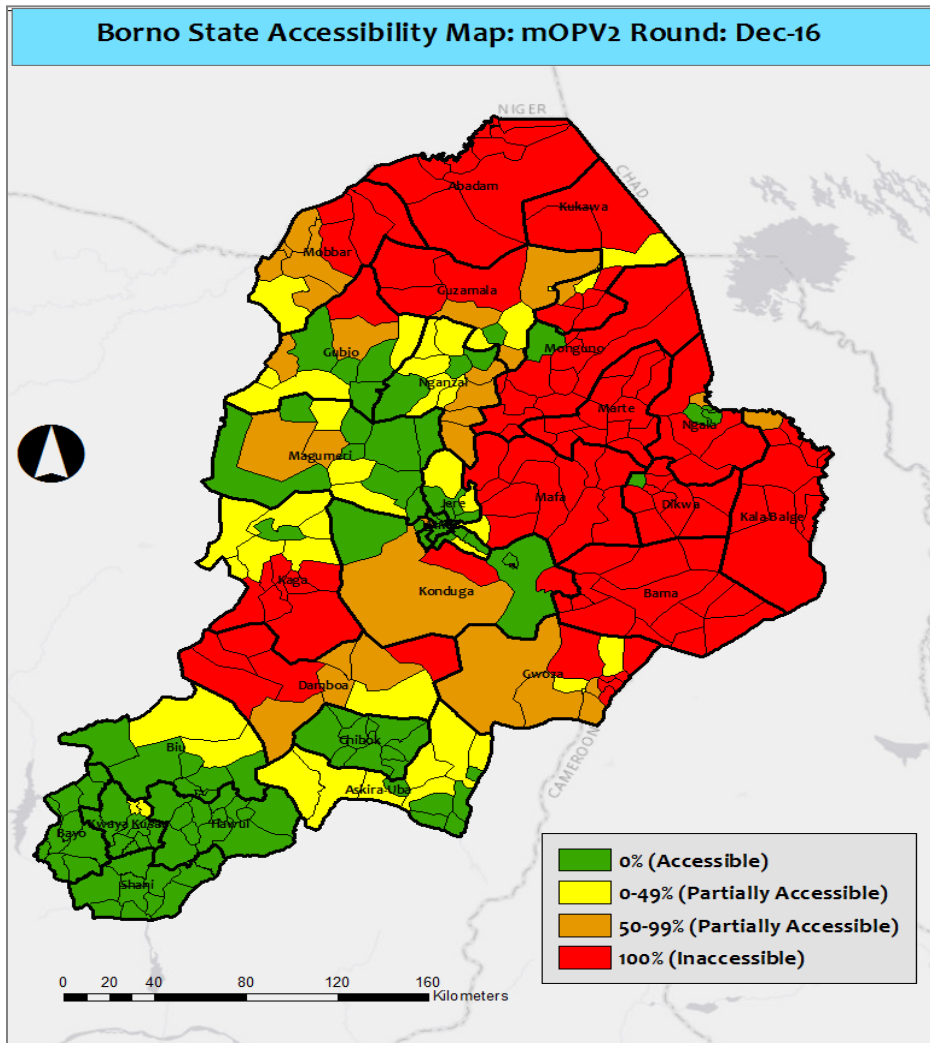 Borno State Accessibility Map: mOPV2 Round: Dec-16
NIGER
CHAD
Abadam
Kukawa
Mobbar
Guzamala
Gubio
Monguno
Nganzai
Marte
Ngala
Magumeri
Mafa
Jere
Dikwa
Kala-Balge
Kaga
Konduga
Bama
Gwoza
Damboa
Chibok
Biu
Askira-Uba
CAMEROON
Kwaya Kusar
Hawul
Bayo
Shani
0% (Accessible)
0-49% (Partially Accessible)
50-99% (Partially Accessible)
100% (Inaccessible)
0 20 40 80 120 160
Kilometers